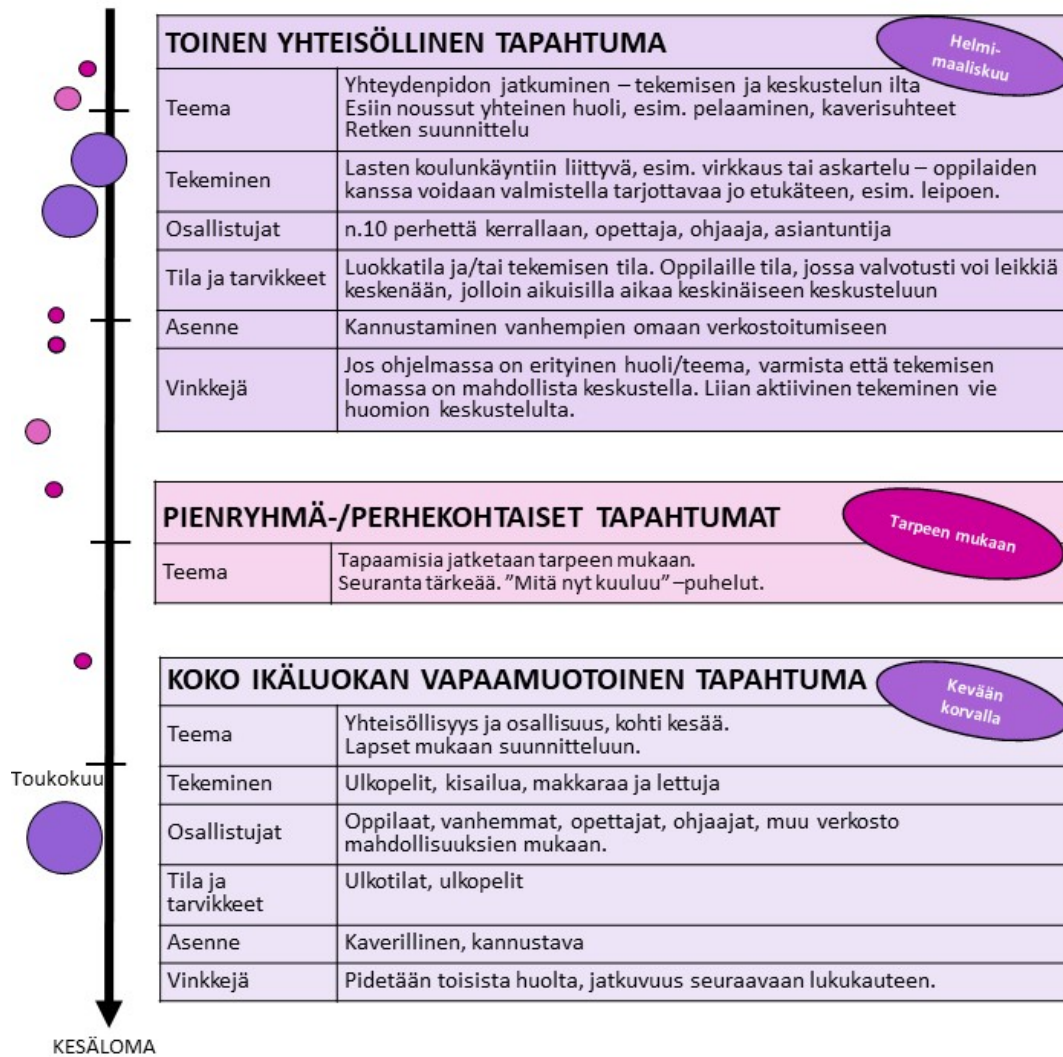 TOINEN YHTEISÖLLINEN TAPAHTUMA
Helmi-
maaliskuu
Teema
Yhteydenpidon jatkuminen – tekemisen ja keskustelun ilta
Esiin noussut yhteinen huoli, esim. pelaaminen, kaverisuhteet
Retken suunnittelu
Tekeminen
Lasten koulunkäyntiin liittyvä, esim. virkkaus tai askartelu – oppilaiden
kanssa voidaan valmistella tarjottavaa jo etukäteen, esim. leipoen.
Osallistujat
n.10 perhettä kerrallaan, opettaja, ohjaaja, asiantuntija
Tila ja tarvikkeet
Luokkatila ja/tai tekemisen tila. Oppilaille tila, jossa valvotusti voi leikkiä
keskenään, jolloin aikuisilla aikaa keskinäiseen keskusteluun
Asenne
Kannustaminen vanhempien omaan verkostoitumiseen
Vinkkejä
Jos ohjelmassa on erityinen huoli/teema, varmista että tekemisen
lomassa on mahdollista keskustella. Liian aktiivinen tekeminen vie
huomion keskustelulta.
PIENRYHMÄ-/PERHEKOHTAISET TAPAHTUMAT
Tarpeen mukaan
Teema
Tapaamisia jatketaan tarpeen mukaan.
Seuranta tärkeää. ”Mitä nyt kuuluu” –puhelut.
KOKO IKÄLUOKAN VAPAAMUOTOINEN TAPAHTUMA
Kevään
korvalla
Teema
Yhteisöllisyys ja osallisuus, kohti kesää.
Lapset mukaan suunnitteluun.
Toukokuu
Tekeminen
Ulkopelit, kisailua, makkaraa ja lettuja
Osallistujat
Oppilaat, vanhemmat, opettajat, ohjaajat, muu verkosto
mahdollisuuksien mukaan.
Tila ja
tarvikkeet
Ulkotilat, ulkopelit
Asenne
Kaverillinen, kannustava
Vinkkejä
Pidetään toisista huolta, jatkuvuus seuraavaan lukukauteen.
KESÄLOMA